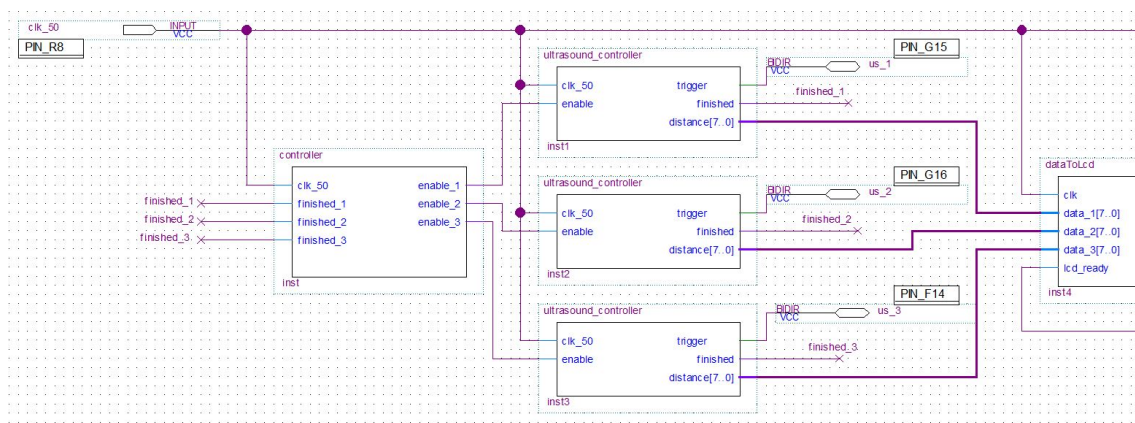 clk_50
INPUT
VCC
PIN_R8
controller
clk_50
finished_1
finished_2
finished_3
enable_1
enable_2
enable_3
inst
finished_1
finished_2
finished_3
ultrasound_controller
clk_50
enable
trigger
finished
distance[7..0]
inst1
PIN_G15
BIDIR
VCC
us_1
finished_1
ultrasound_controller
clk_50
enable
trigger
finished
distance[7..0]
inst2
PIN_G16
BIDIR
VCC
us_2
finished_2
ultrasound_controller
clk_50
enable
trigger
finished
distance[7..0]
inst3
PIN_F14
BIDIR
VCC
us_3
finished_3
dataToLcd
clk
data_1[7..0]
data_2[7..0]
data_3[7..0]
lcd_ready
inst4